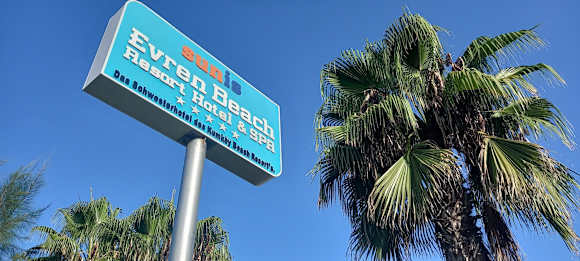 sunis
Evren Beach
Resort Hotel & SPA
Das Schwesterhotel des Kumköy Beach Resort's.